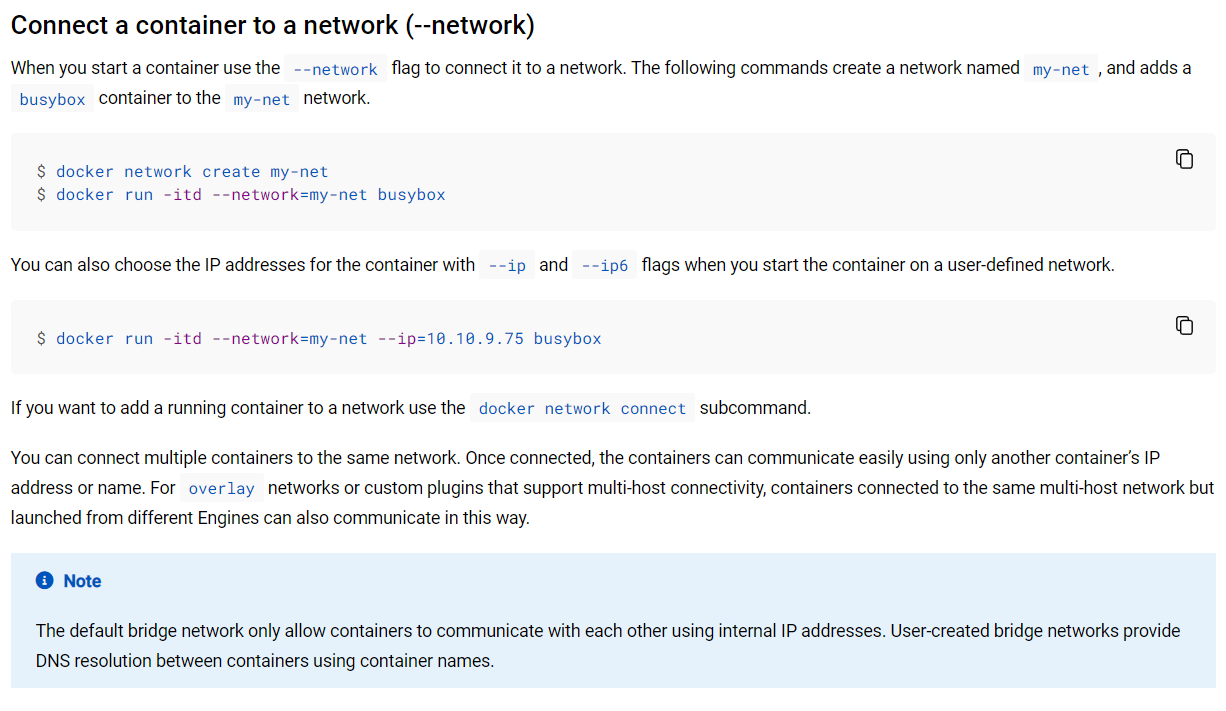 Connect a container to a network (--network)
When you start a container use the --network flag to connect it to a network. The following commands create a network named my-net , and adds a
busybox container to the my-net network.
$ docker network create my-net
$ docker run -itd --network=my-net busybox
You can also choose the IP addresses for the container with --ip and --ip6 flags when you start the container on a user-defined network.
$ docker run -itd --network=my-net --ip=10.10.9.75 busybox
If you want to add a running container to a network use the docker network connect subcommand.
You can connect multiple containers to the same network. Once connected, the containers can communicate easily using only another container’s IP
address or name. For overlay networks or custom plugins that support multi-host connectivity, containers connected to the same multi-host network but
launched from different Engines can also communicate in this way.
Note
The default bridge network only allow containers to communicate with each other using internal IP addresses. User-created bridge networks provide
DNS resolution between containers using container names.